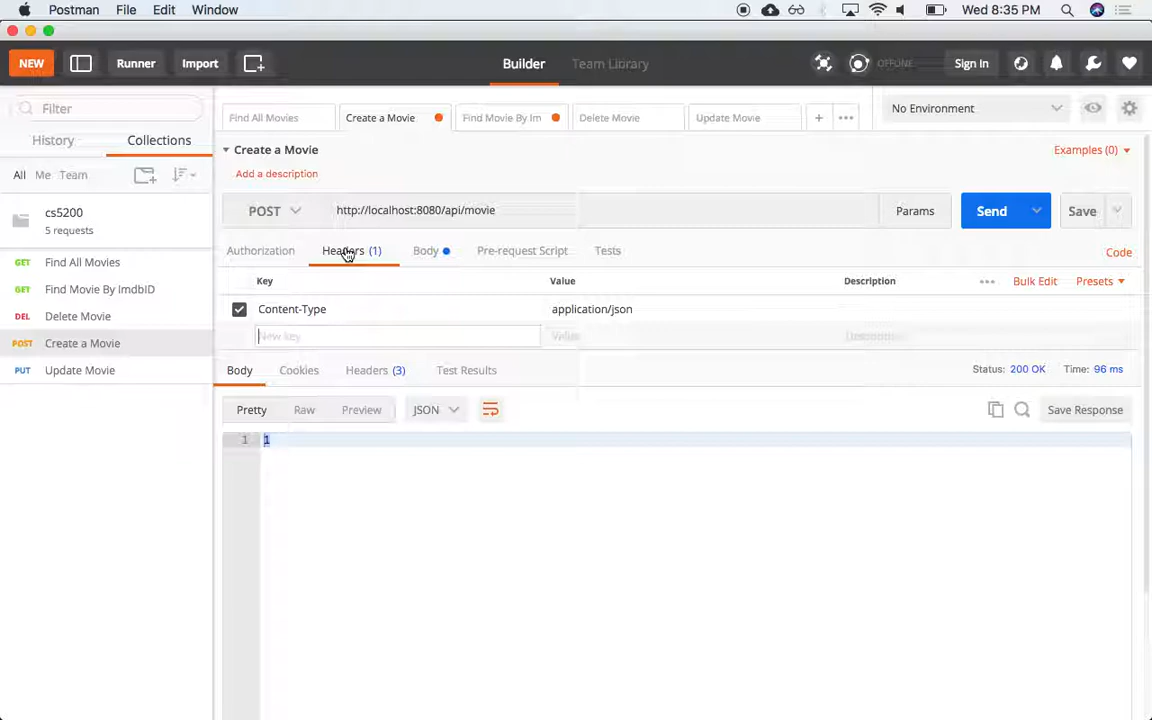 Postman File Edit Window Wed 8:35 PM
NEW Runner Import Builder Team Library OFFLINE Sign In
Filter
History Collections
All Me Team
cs5200
5 requests
GET Find All Movies
GET Find Movie By ImdbID
DEL Delete Movie
POST Create a Movie
PUT Update Movie
Find All Movies Create a Movie Find Movie By Im Delete Movie Update Movie + ••• No Environment
Create a Movie Examples (0)
Add a description
POST http://localhost:8080/api/movie Params Send Save
Authorization Headers (1) Body Pre-request Script Tests Code
Key Value Description ••• Bulk Edit Presets
Content-Type application/json
New key Value Description
Body Cookies Headers (3) Test Results Status: 200 OK Time: 96 ms
Pretty Raw Preview JSON Save Response
1 1